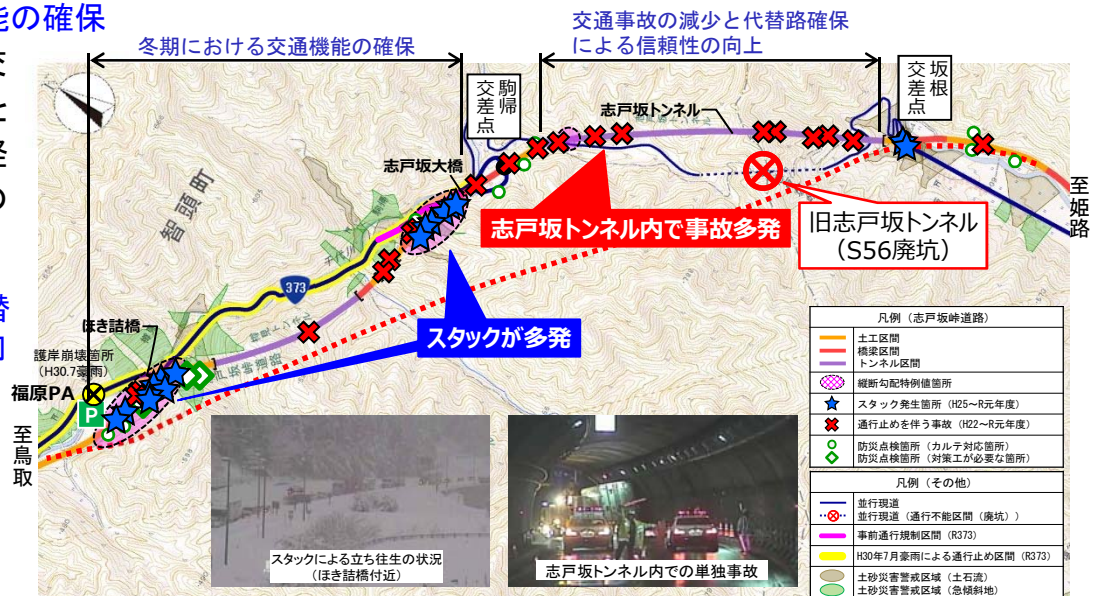 能の確保
冬期における交通機能の確保
交通事故の減少と代替路確保
による信頼性の向上
駒帰
交差点
坂根
交差点
志戸坂トンネル
志戸坂トンネル
志戸坂大橋
智頭町
志戸坂トンネル内で事故多発
旧志戸坂トンネル
(S56廃坑)
至姫路
千代川
373
スタックが多発
ほき詰橋
護岸崩壊箇所
(H30.7豪雨)
福原PA
P
至鳥取
スタックによる立ち往生の状況
(ほき詰橋付近)
志戸坂トンネル内での単独事故
凡例(志戸坂峠道路)
土工区間
橋梁区間
トンネル区間
縦断勾配特例値箇所
スタック発生箇所(H25~R元年度)
通行止めを伴う事故(H22~R元年度)
防災点検箇所(カルテ対応箇所)
防災点検箇所(対策工が必要な箇所)
凡例(その他)
並行現道
並行現道(通行不能区間(廃坑))
事前通行規制区間(R373)
H30年7月豪雨による通行止め区間(R373)
土砂災害警戒区域(土石流)
土砂災害警戒区域(急傾斜地)